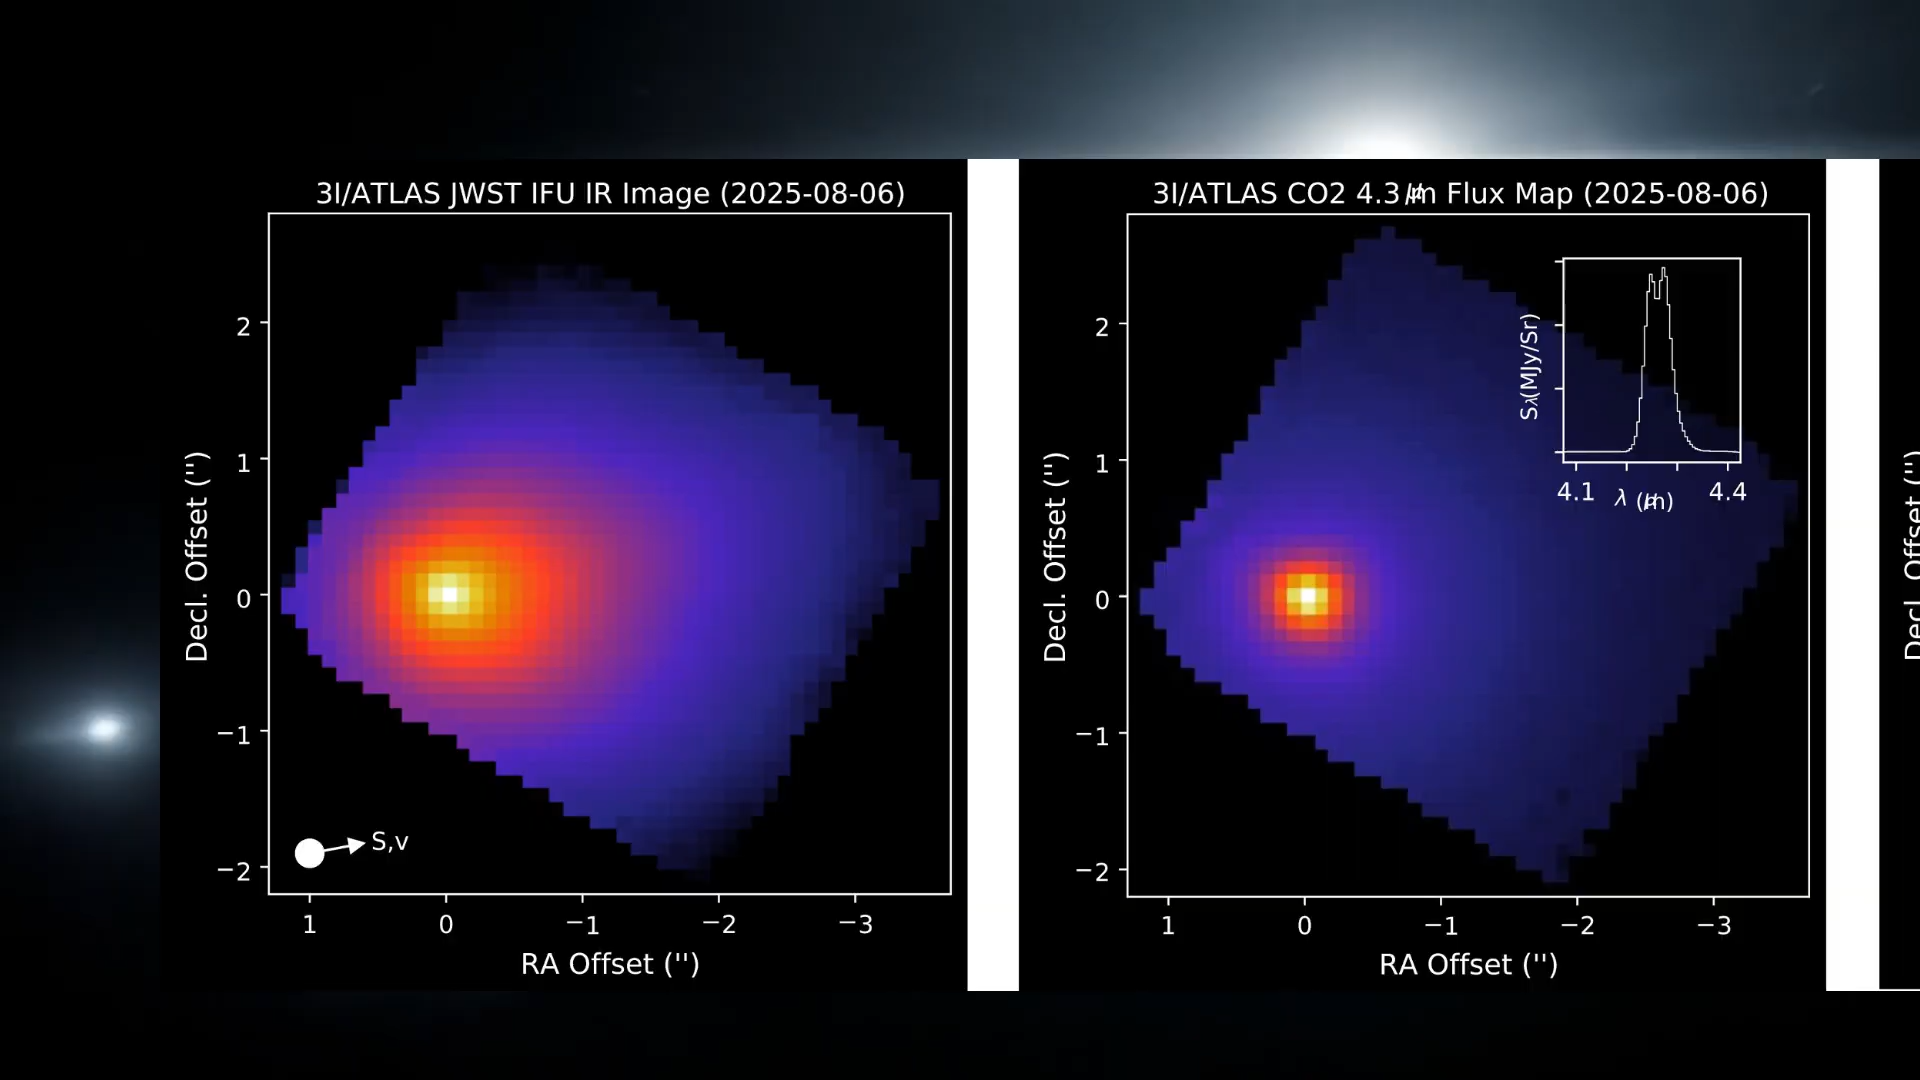 3I/ATLAS JWST IFU IR Image (2025-08-06)
Decl. Offset ('')
2
1
0
−1
−2
S,v
1
0
−1
−2
−3
RA Offset ('')
3I/ATLAS CO2 4.3 μm Flux Map (2025-08-06)
Decl. Offset ('')
2
1
0
−1
−2
Sλ(MJy/Sr)
4.1
4.4
λ (μm)
1
0
−1
−2
−3
RA Offset ('')
Decl. Offset ('')